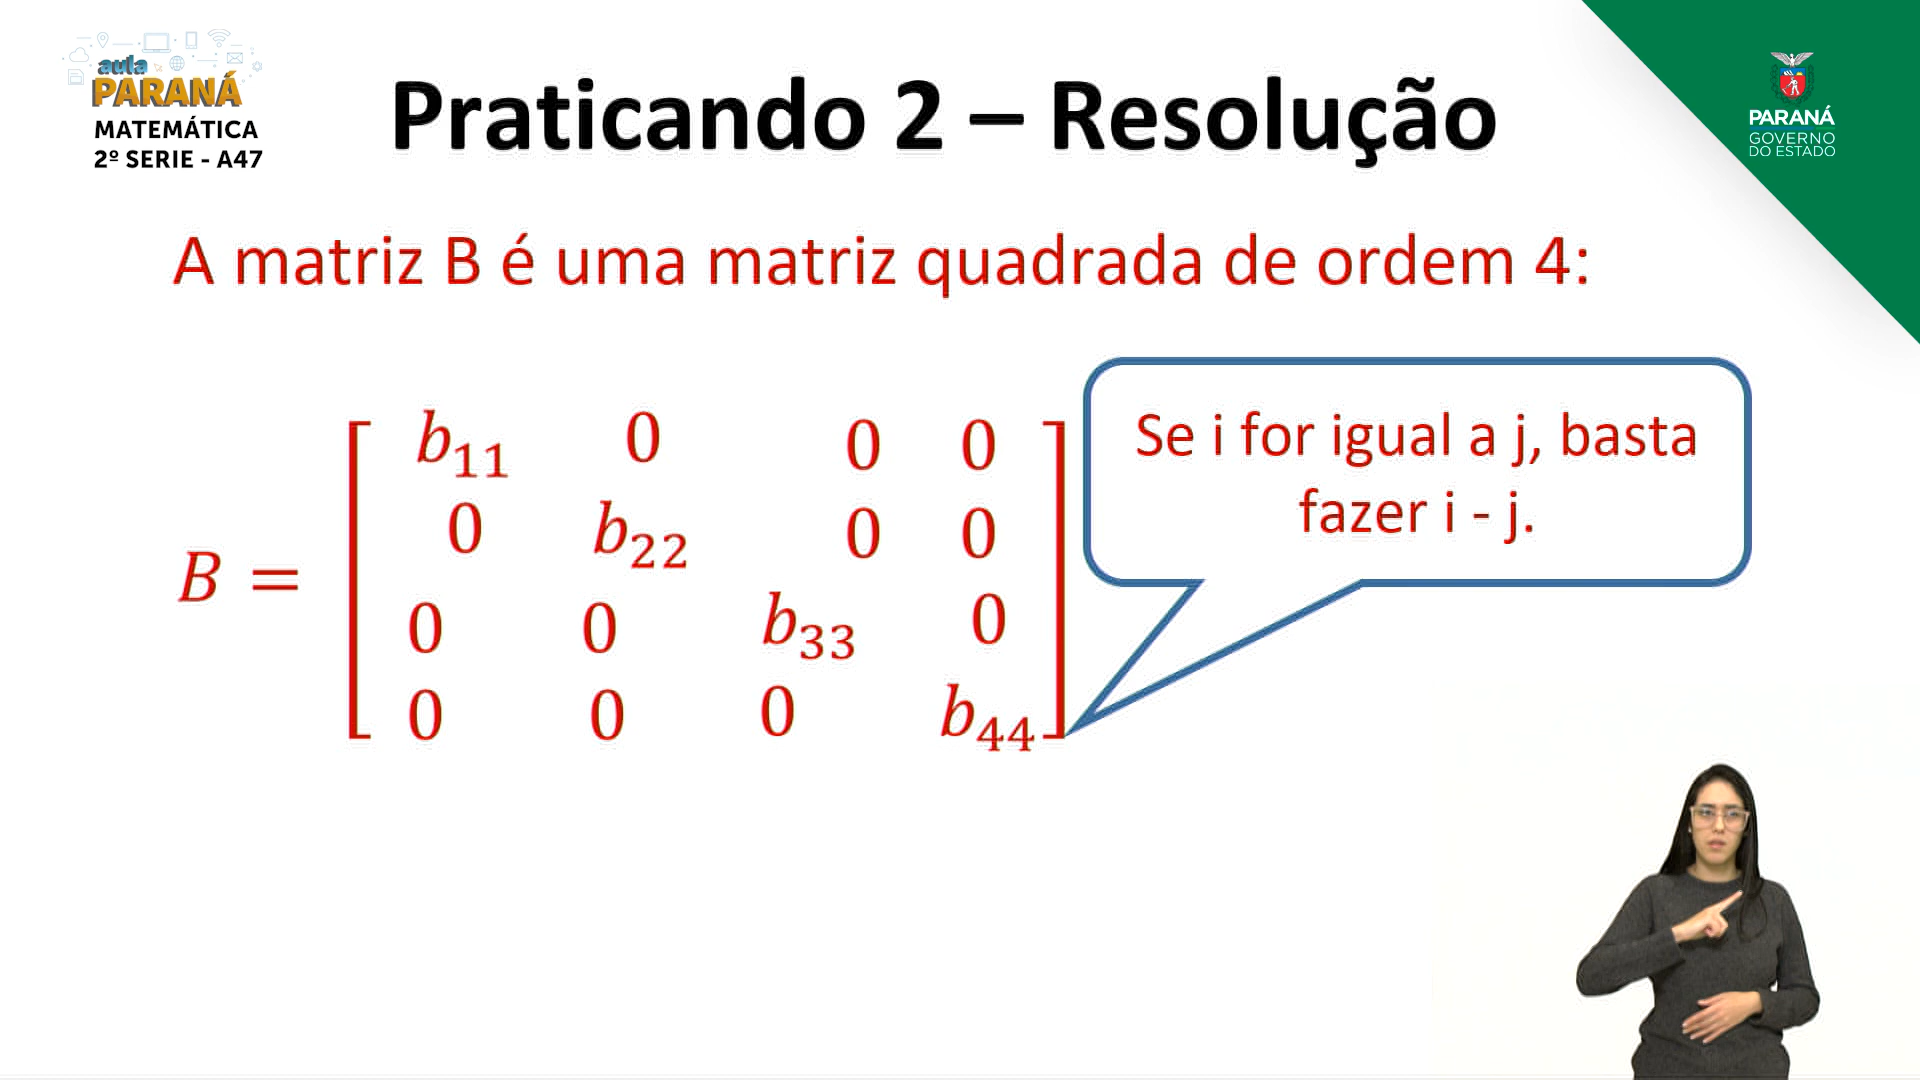 aula
PARANÁ
MATEMÁTICA
2º SERIE - A47
Praticando 2 – Resolução
PARANÁ
GOVERNO
DO ESTADO
A matriz B é uma matriz quadrada de ordem 4:
Se i for igual a j, basta
fazer i - j.
B =
b₁₁ 0 0 0
0 b₂₂ 0 0
0 0 b₃₃ 0
0 0 0 b₄₄